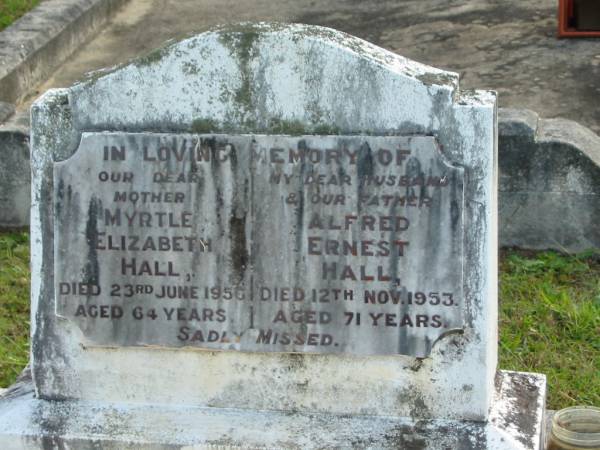 IN LOVING MEMORY OF
OUR DEAR
MOTHER
MYRTLE
ELIZABETH
HALL,
DIED 23RD JUNE 1956
AGED 64 YEARS.
MY DEAR HUSBAND
& OUR FATHER
ALFRED
ERNEST
HALL,
DIED 12TH NOV. 1953.
AGED 71 YEARS.
SADLY MISSED.